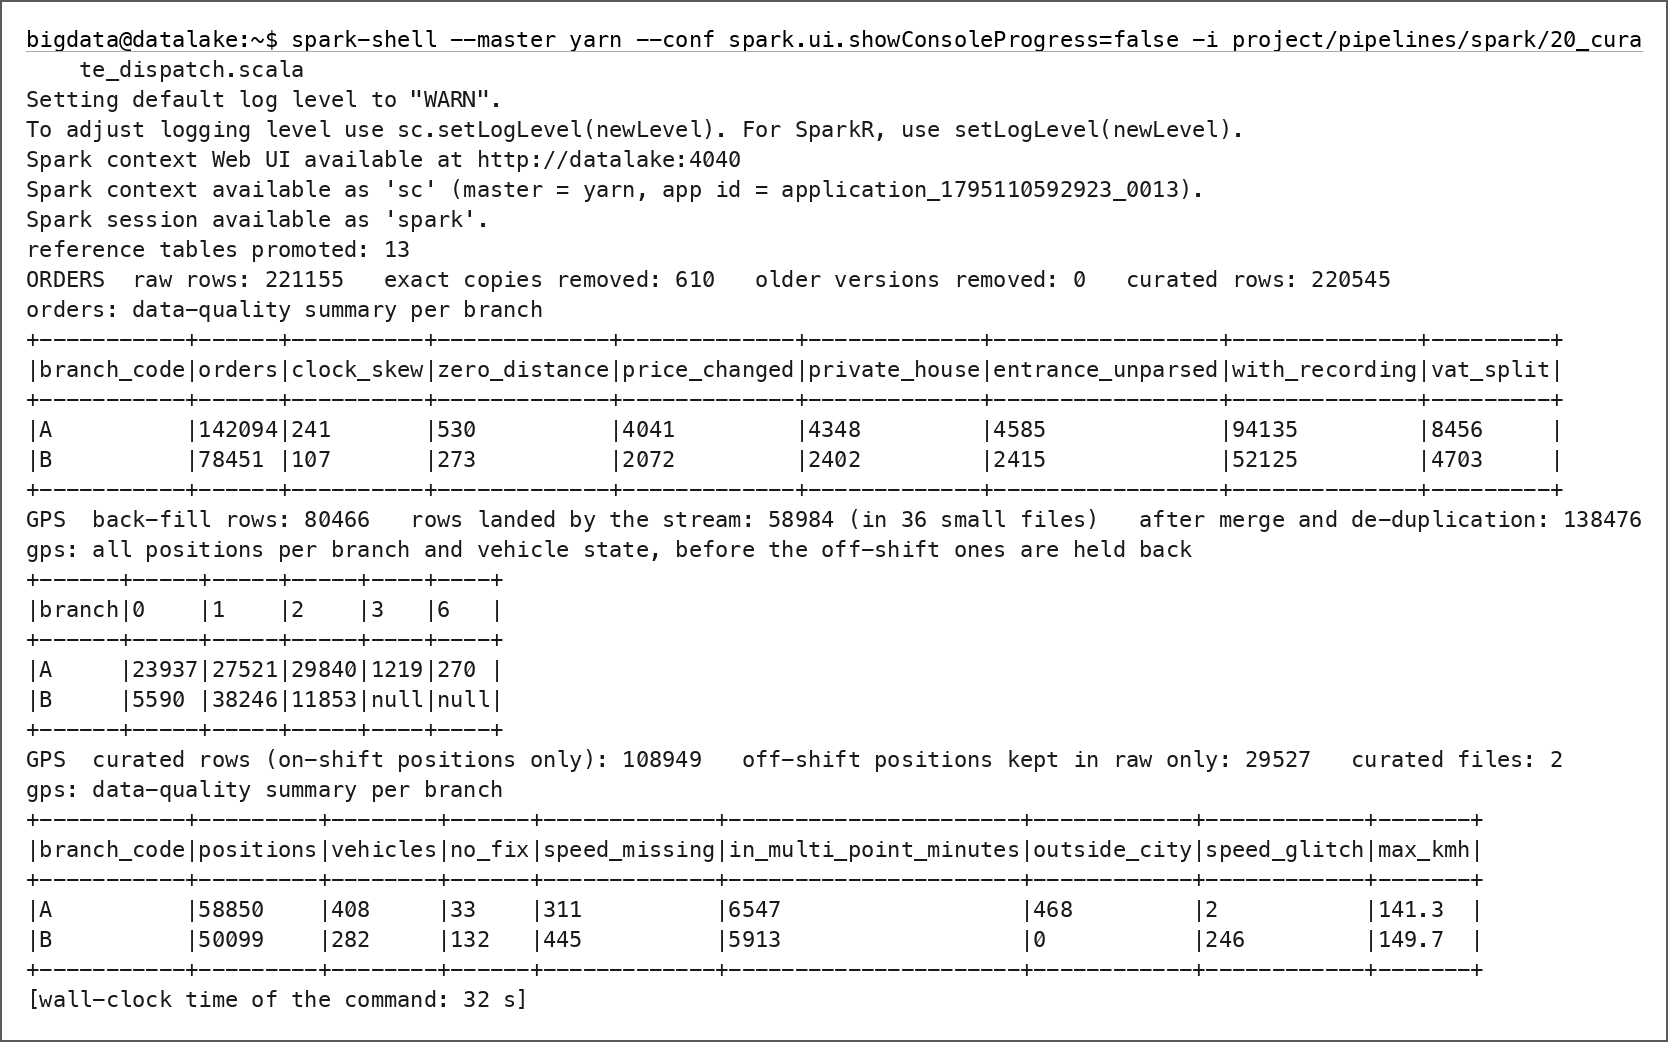 bigdata@datalake:~$ spark-shell --master yarn --conf spark.ui.showConsoleProgress=false -i project/pipelines/spark/20_cura
    te_dispatch.scala
Setting default log level to "WARN".
To adjust logging level use sc.setLogLevel(newLevel). For SparkR, use setLogLevel(newLevel).
Spark context Web UI available at http://datalake:4040
Spark context available as 'sc' (master = yarn, app id = application_1795110592923_0013).
Spark session available as 'spark'.
reference tables promoted: 13
ORDERS  raw rows: 221155   exact copies removed: 610   older versions removed: 0   curated rows: 220545
orders: data-quality summary per branch
+-----------+------+----------+-------------+-------------+-------------+-----------------+--------------+---------+
|branch_code|orders|clock_skew|zero_distance|price_changed|private_house|entrance_unparsed|with_recording|vat_split|
+-----------+------+----------+-------------+-------------+-------------+-----------------+--------------+---------+
|A          |142094|241       |530          |4041         |4348         |4585             |94135         |8456     |
|B          |78451 |107       |273          |2072         |2402         |2415             |52125         |4703     |
+-----------+------+----------+-------------+-------------+-------------+-----------------+--------------+---------+
GPS  back-fill rows: 80466   rows landed by the stream: 58984 (in 36 small files)   after merge and de-duplication: 138476
gps: all positions per branch and vehicle state, before the off-shift ones are held back
+------+-----+-----+-----+----+----+
|branch|0    |1    |2    |3   |6   |
+------+-----+-----+-----+----+----+
|A     |23937|27521|29840|1219|270 |
|B     |5590 |38246|11853|null|null|
+------+-----+-----+-----+----+----+
GPS  curated rows (on-shift positions only): 108949   off-shift positions kept in raw only: 29527   curated files: 2
gps: data-quality summary per branch
+-----------+---------+--------+------+-------------+----------------------+------------+------------+-------+
|branch_code|positions|vehicles|no_fix|speed_missing|in_multi_point_minutes|outside_city|speed_glitch|max_kmh|
+-----------+---------+--------+------+-------------+----------------------+------------+------------+-------+
|A          |58850    |408     |33    |311          |6547                  |468         |2           |141.3  |
|B          |50099    |282     |132   |445          |5913                  |0           |246         |149.7  |
+-----------+---------+--------+------+-------------+----------------------+------------+------------+-------+
[wall-clock time of the command: 32 s]